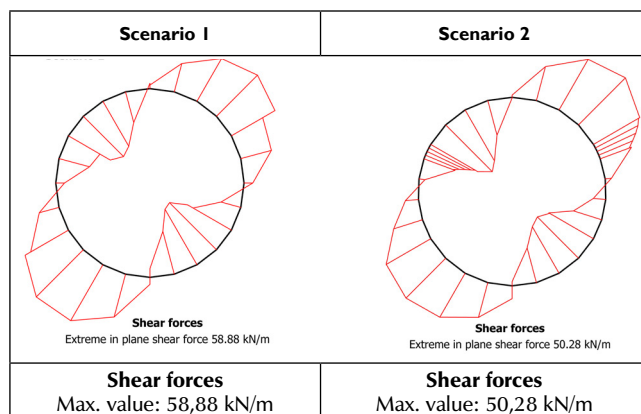 Scenario 1
Scenario 2
Shear forces
Extreme in plane shear force 58.88 kN/m
Shear forces
Extreme in plane shear force 50.28 kN/m
Shear forces
Max. value: 58,88 kN/m
Shear forces
Max. value: 50,28 kN/m